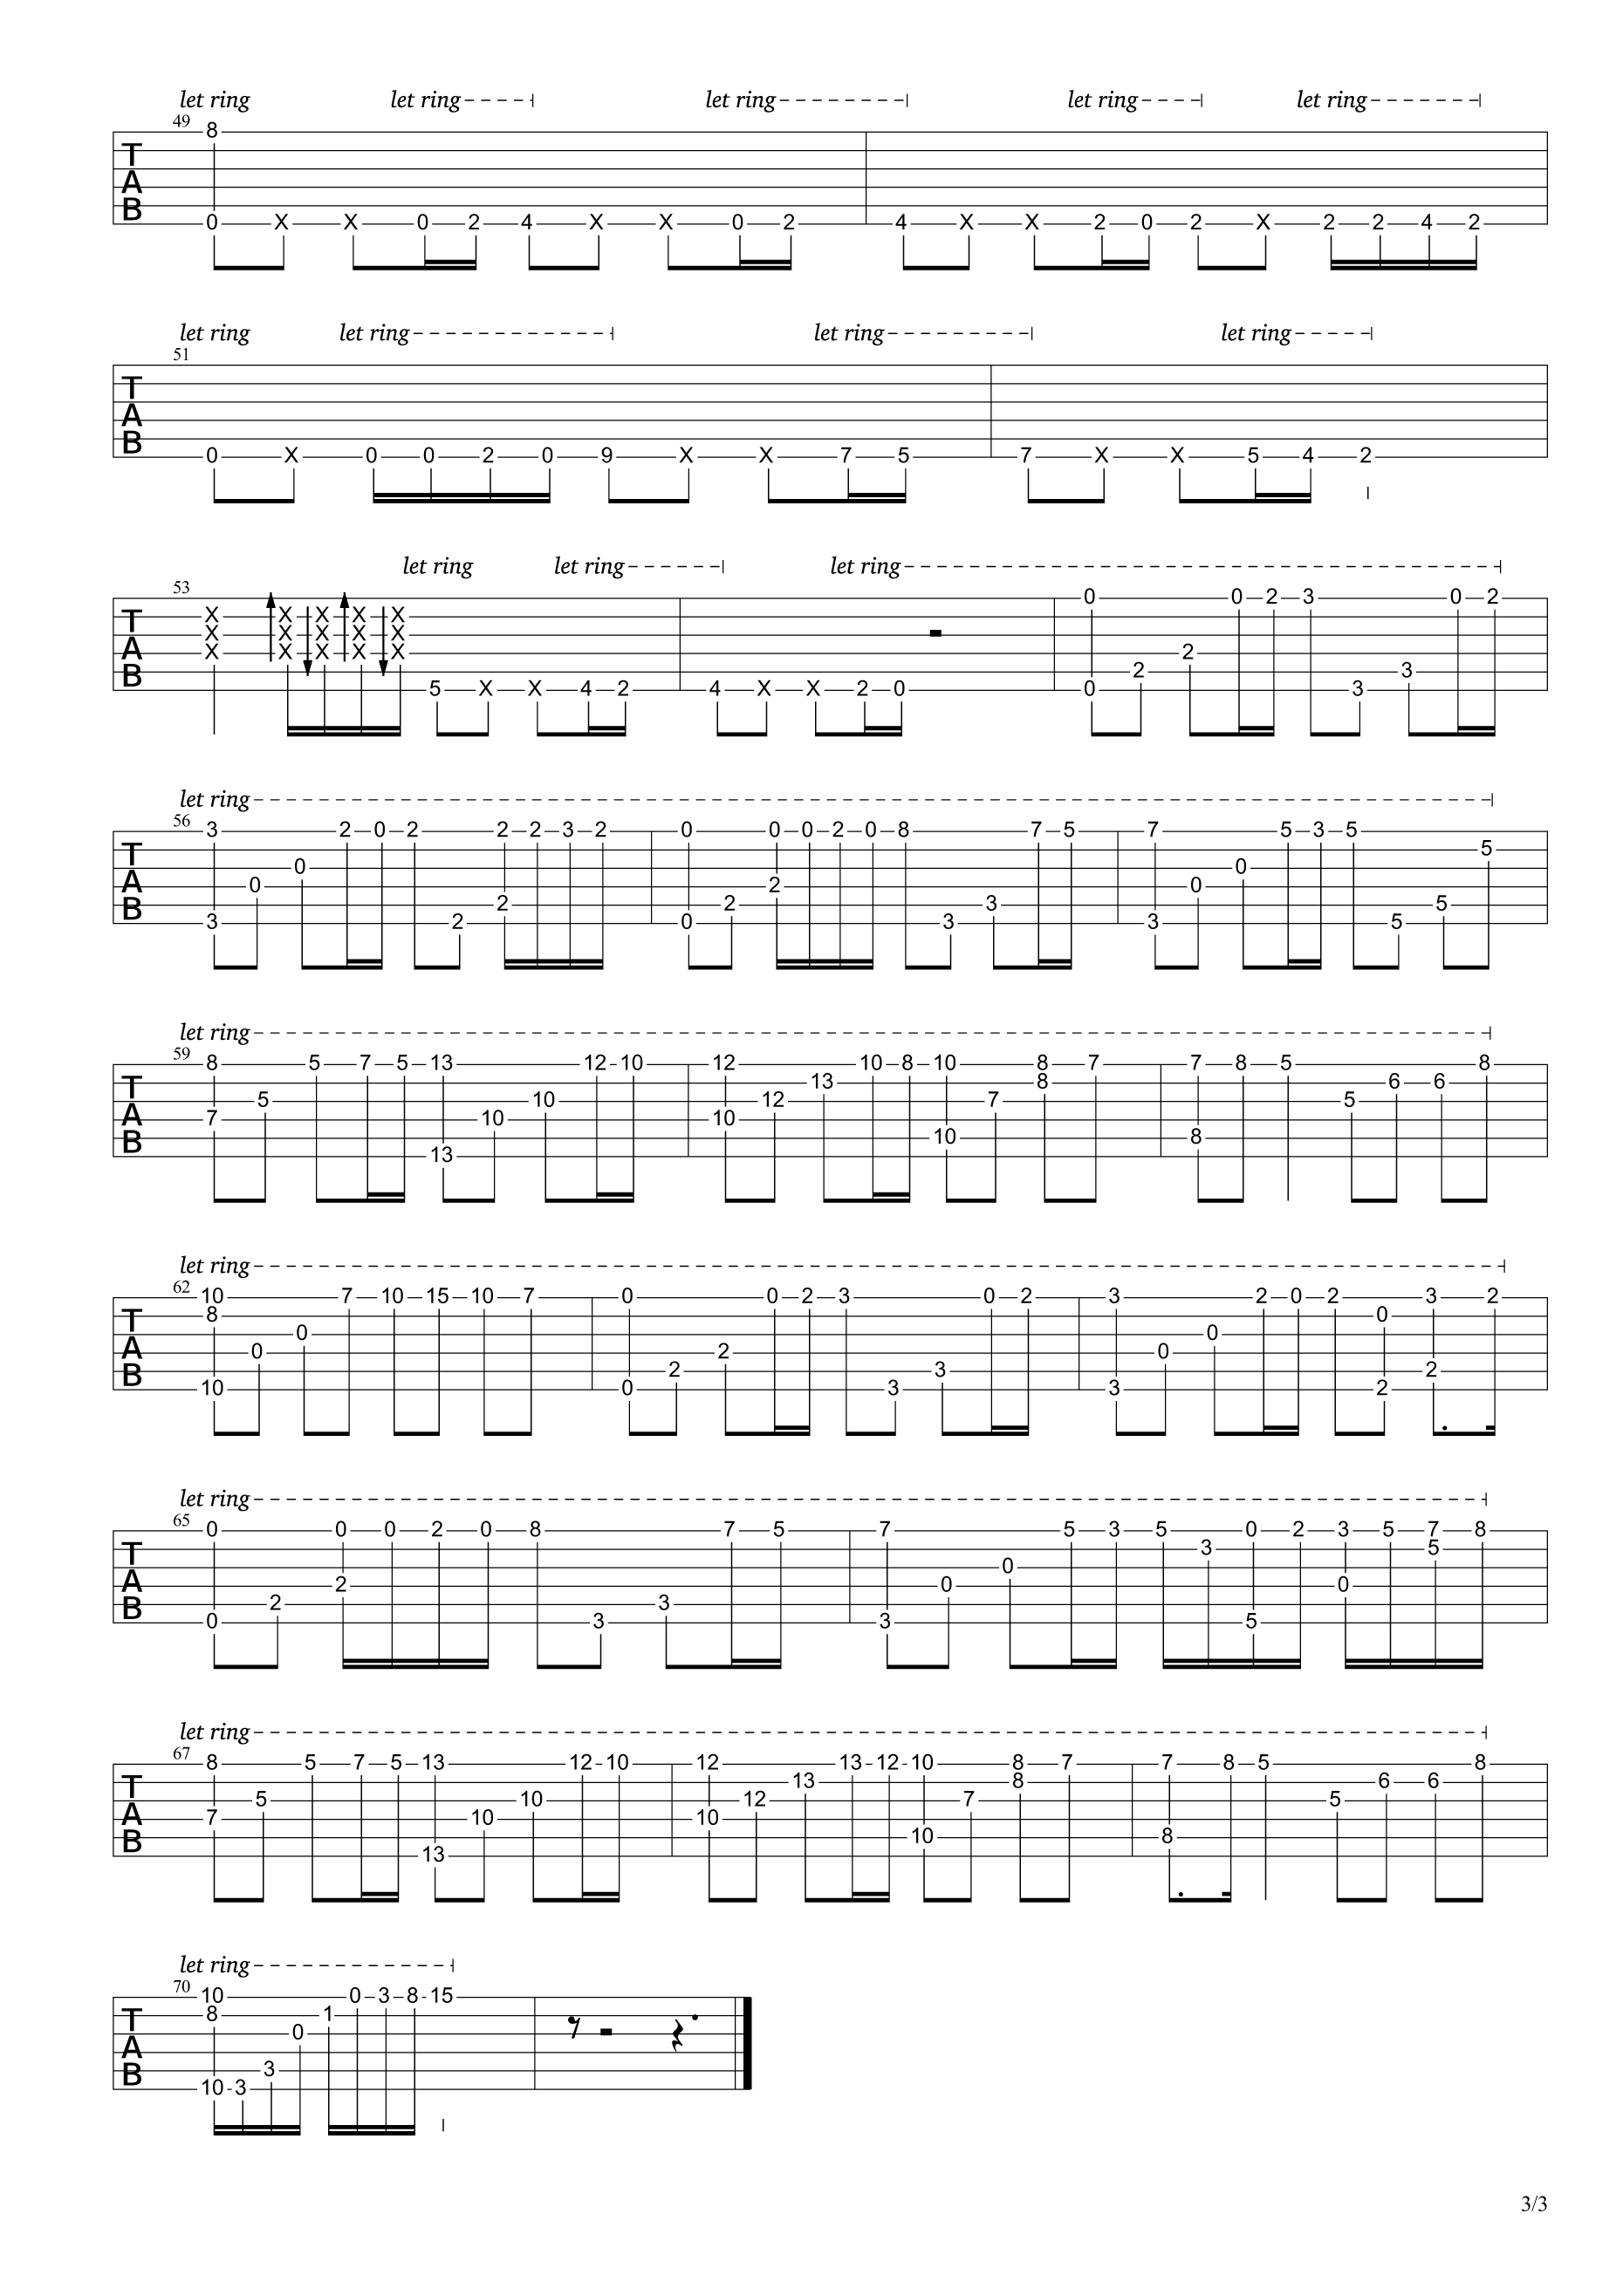 let ring let ring let ring let ring let ring
49
8
T
A
B
0 X X 0 2 4 X X 0 2 4 X X 2 0 2 X 2 2 4 2
let ring let ring let ring let ring
51
T
A
B
0 X 0 0 2 0 9 X X 7 5 7 X X 5 4 2
let ring let ring let ring
53
0 0 2 3 0 2
T X X X X X
X X X X X
A X X X X X 2
B 2 3
5 X X 4 2 4 X X 2 0 0 3
let ring
56
3 2 0 2 2 2 3 2 0 0 0 2 0 8 7 5 7 5 3 5
T 5
0 0
A 0 2 0
B 2 2 3 5
3 2 0 3 3 5
let ring
59
8 5 7 5 13 12 10 12 10 8 10 8 7 7 8 5 8
T 13 8 6 6
5 10 12 7 5
A 7 10 10
B 10 8
13
let ring
62
10 7 10 15 10 7 0 0 2 3 0 2 3 2 0 2 3 2
T 8 0
0 0
A 0 2 0
B 2 3 2
10 0 3 3 2
let ring
65
0 0 0 2 0 8 7 5 7 5 3 5 0 2 3 5 7 8
T 3 5
0
A 2 0 0
B 2 3
0 3 3 5
let ring
67
8 5 7 5 13 12 10 12 13 12 10 8 7 7 8 5 8
T 13 8 6 6
5 10 12 7 5
A 7 10 10
B 10 8
13
let ring
70
10 0 3 8 15
T 8 1
0
A
B 3
10 3
3/3